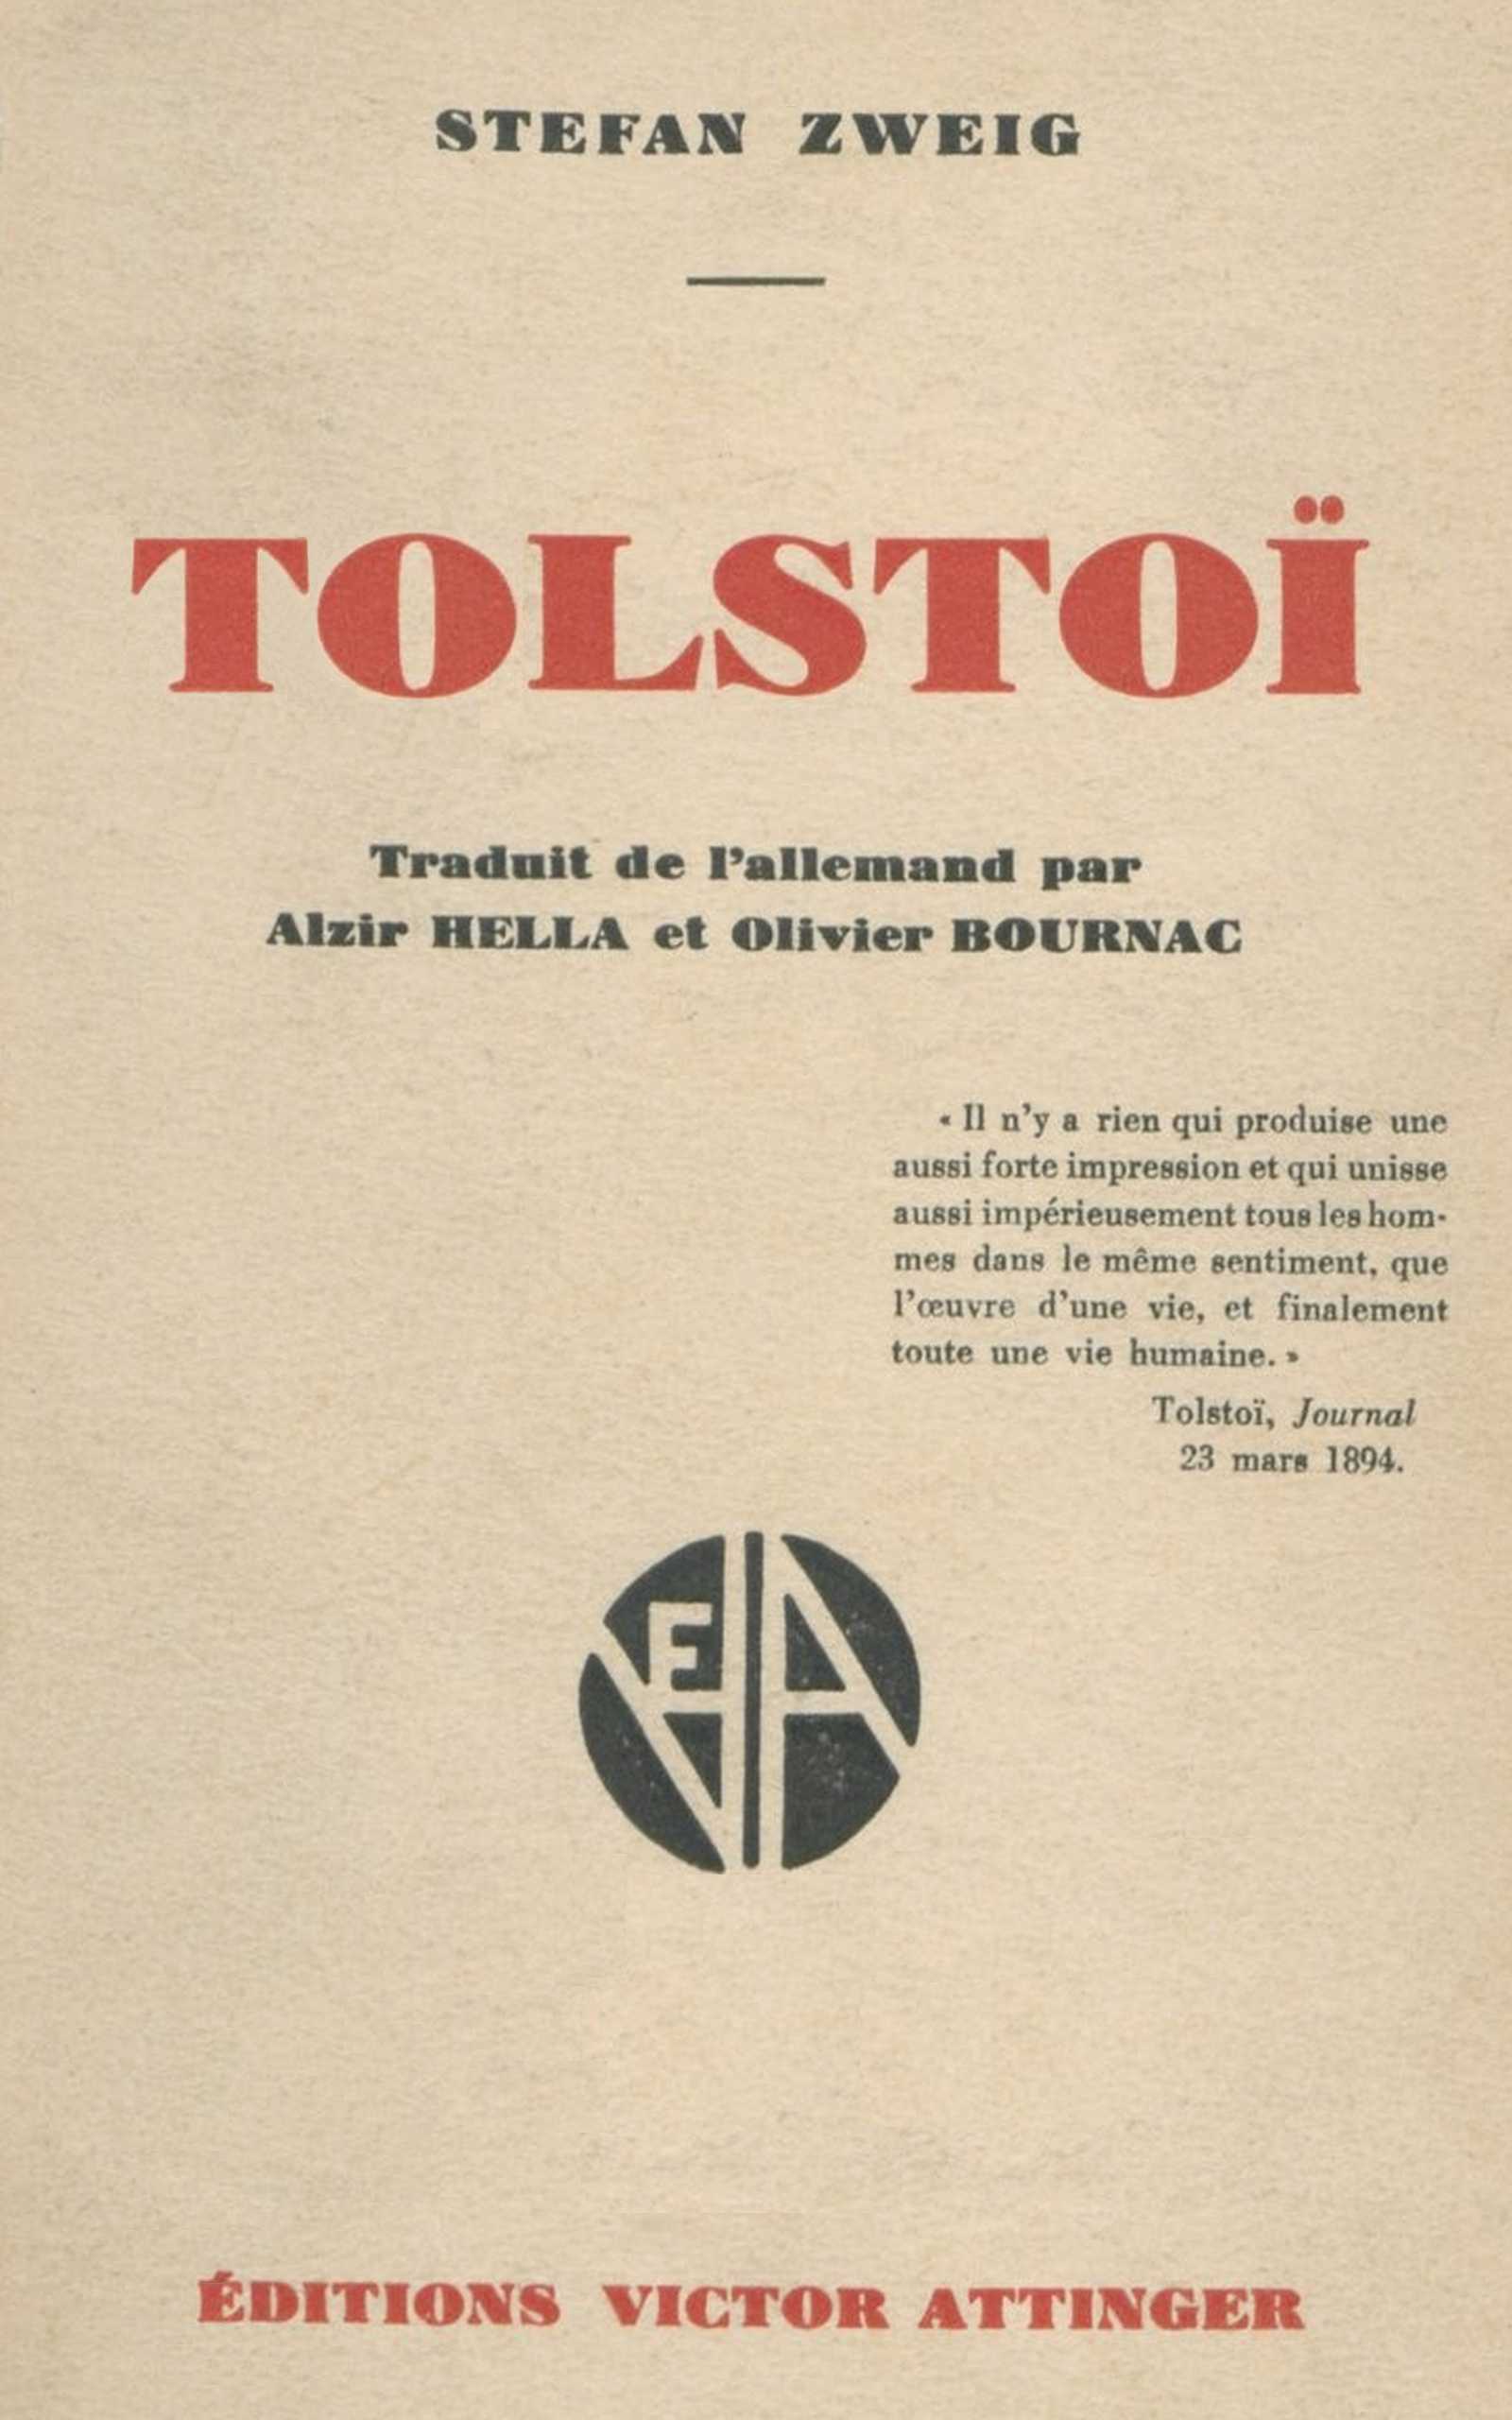 STEFAN ZWEIG
TOLSTOÏ
Traduit de l'allemand par
Alzir HELLA et Olivier BOURNAC
« Il n'y a rien qui produise une
aussi forte impression et qui unisse
aussi impérieusement tous les hom-
mes dans le même sentiment, que
l'œuvre d'une vie, et finalement
toute une vie humaine. »
Tolstoï, Journal
23 mars 1894.
E V A
ÉDITIONS VICTOR ATTINGER